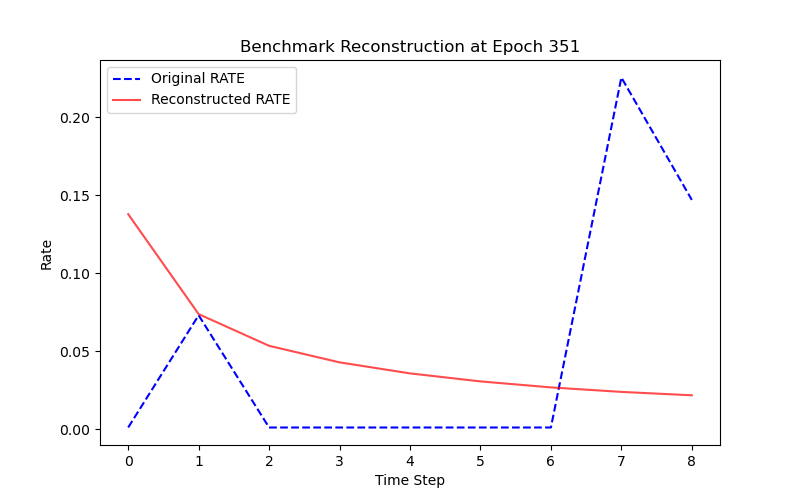 Benchmark Reconstruction at Epoch 351
Original RATE
Reconstructed RATE
0.20
0.15
0.10
0.05
0.00
Rate
0 1 2 3 4 5 6 7 8
Time Step